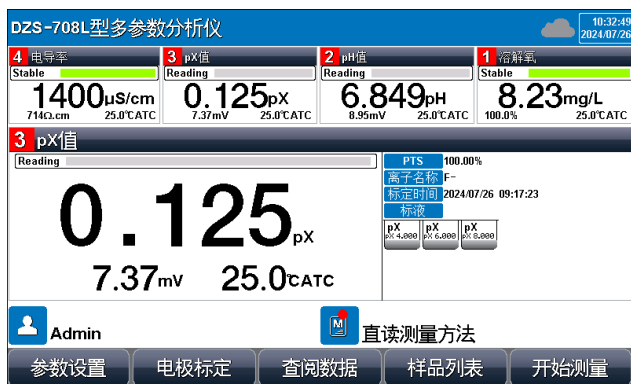 DZS-708L型多参数分析仪
10:32:49
2024/07/26
4 电导率
Stable
1400μS/cm
714Ω.cm 25.0℃ATC
3 pX值
Reading
0.125pX
7.37mV 25.0℃ATC
2 pH值
Reading
6.849pH
8.95mV 25.0℃ATC
1 溶解氧
Stable
8.23mg/L
100.0% 25.0℃ATC
3 pX值
Reading
0.125pX
7.37mV 25.0℃ATC
PTS 100.00%
离子名称 F-
标定时间 2024/07/26 09:17:23
标液
pX pX pX
pX 4.000 pX 6.000 pX 8.000
Admin
M 直读测量方法
参数设置 电极标定 查阅数据 样品列表 开始测量